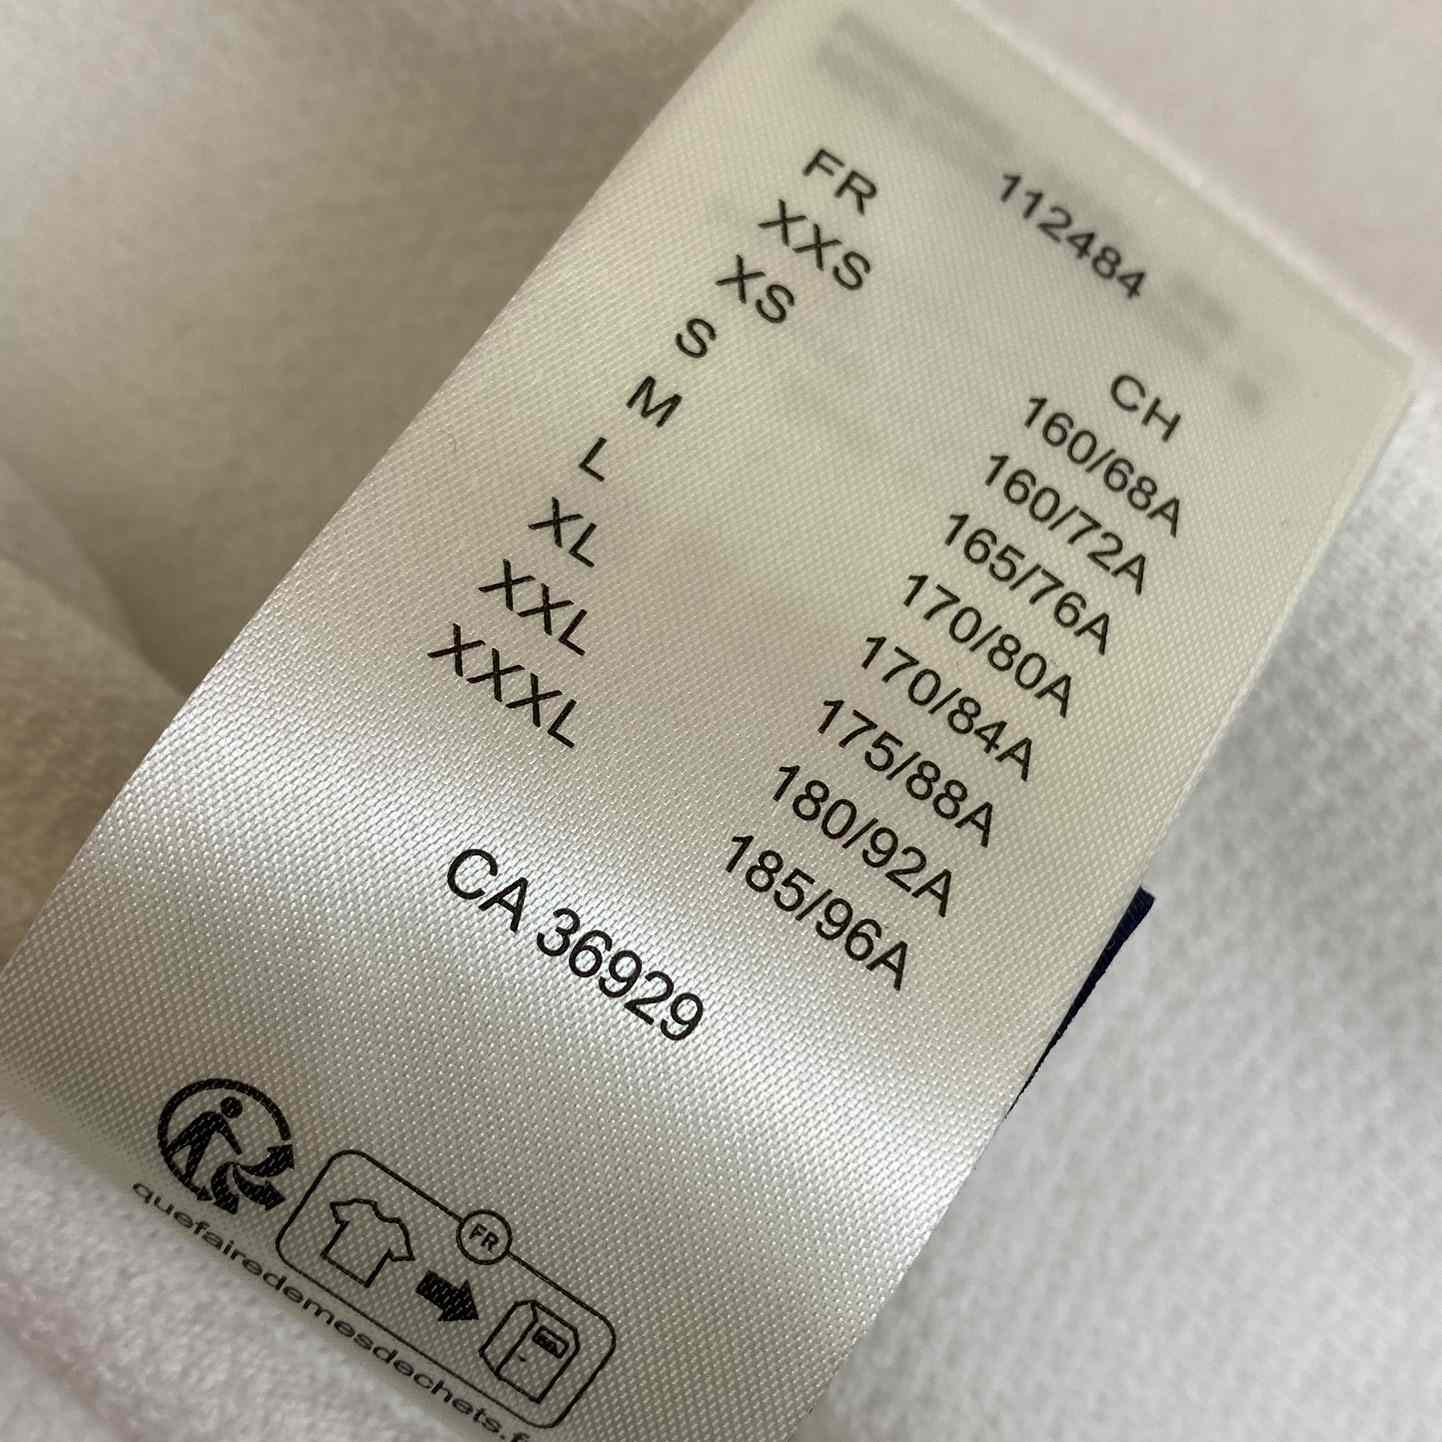 112484
FR CH
XXS 160/68A
XS 160/72A
S 165/76A
M 170/80A
L 170/84A
XL 175/88A
XXL 180/92A
XXXL 185/96A
CA 36929
FR
quefairedemesdechets.f